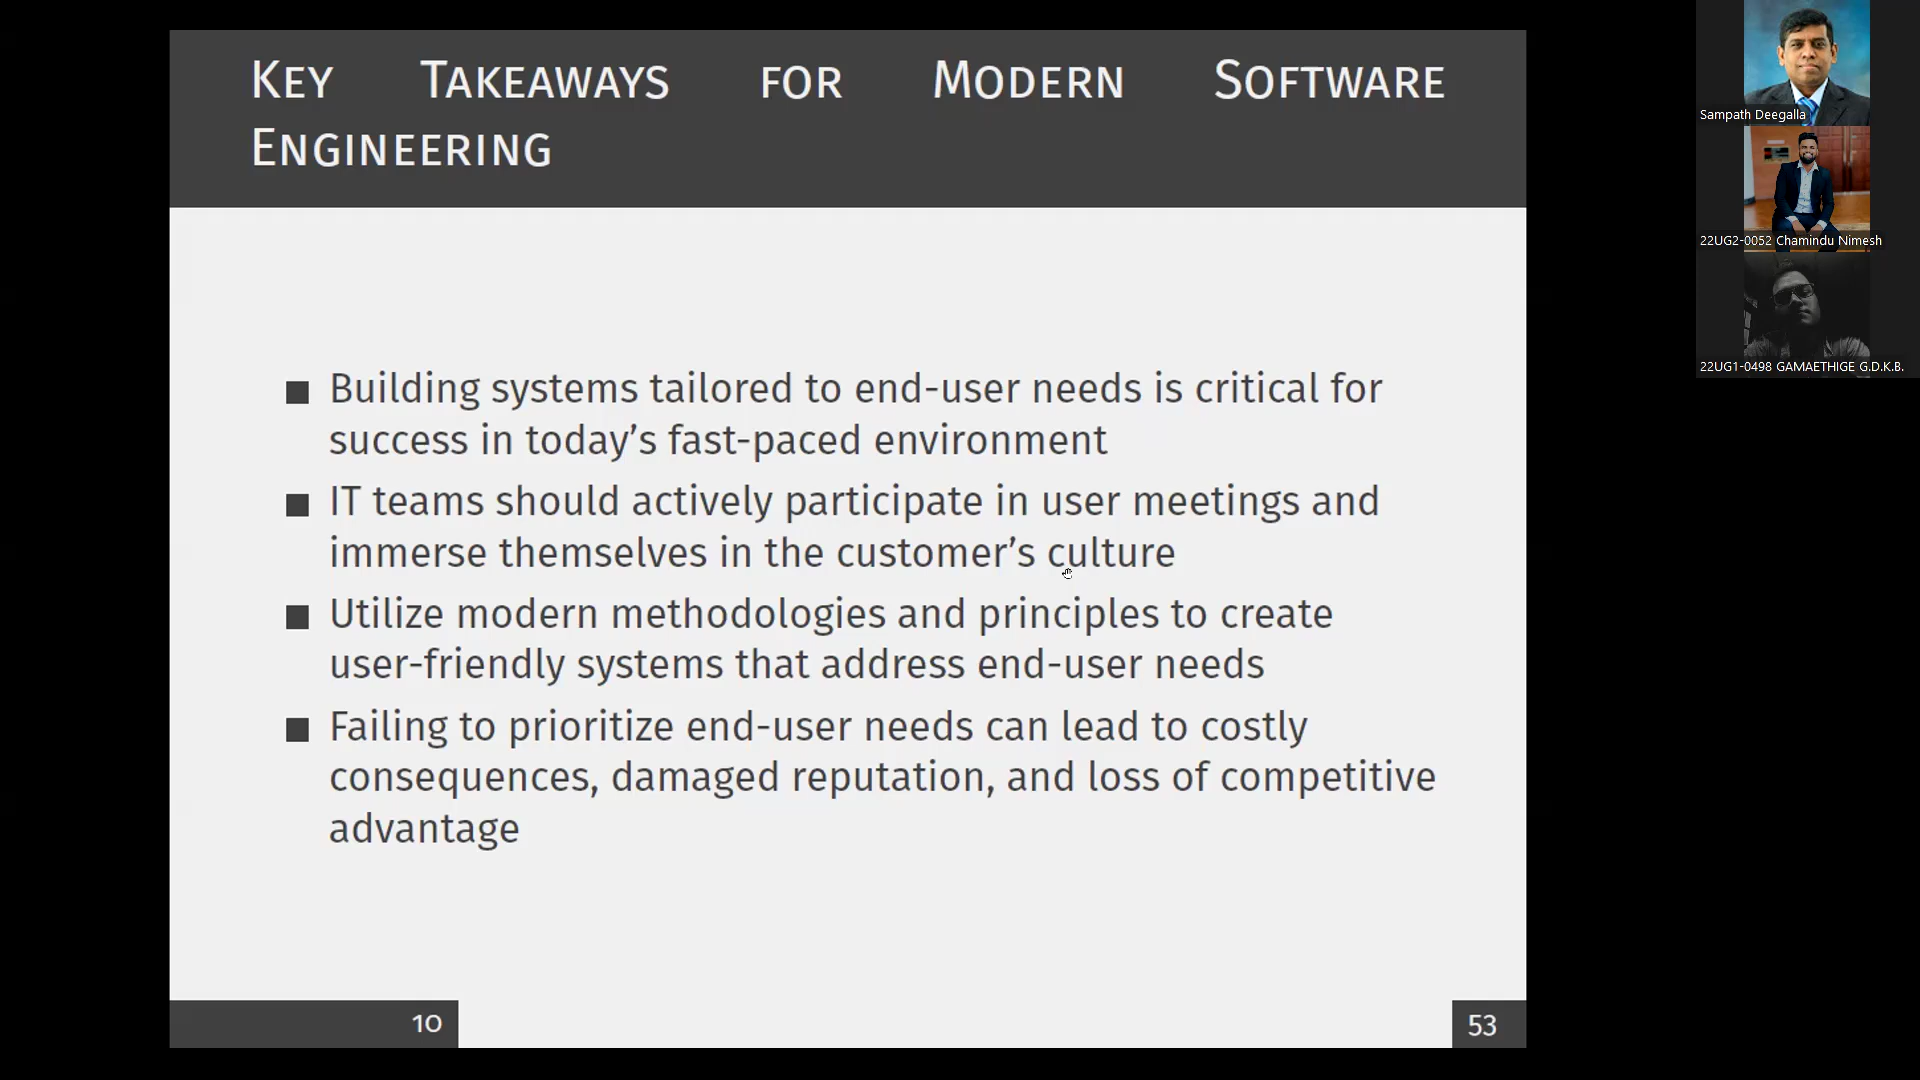 KEY TAKEAWAYS FOR MODERN SOFTWARE
ENGINEERING
■ Building systems tailored to end-user needs is critical for
success in today’s fast-paced environment
■ IT teams should actively participate in user meetings and
immerse themselves in the customer’s culture
■ Utilize modern methodologies and principles to create
user-friendly systems that address end-user needs
■ Failing to prioritize end-user needs can lead to costly
consequences, damaged reputation, and loss of competitive
advantage
10
53
Sampath Deegalla
22UG2-0052 Chamindu Nimesh
22UG1-0498 GAMAETHIGE G.D.K.B.